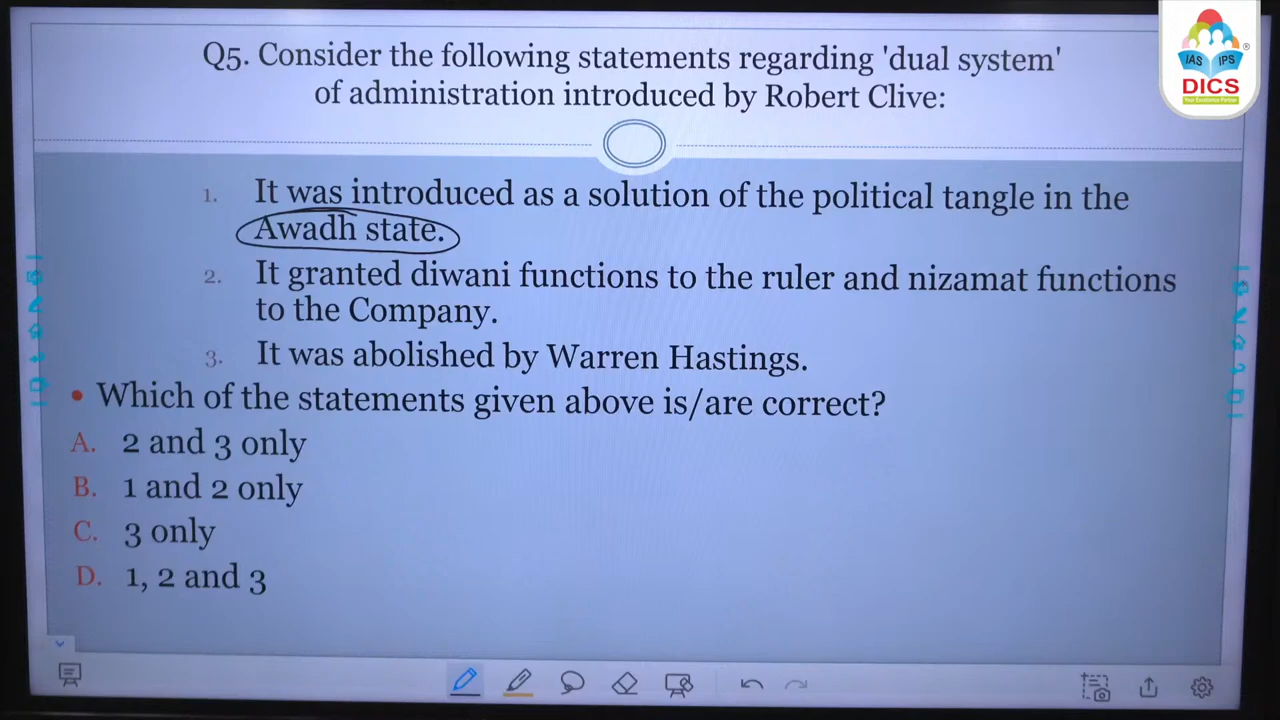 Q5. Consider the following statements regarding 'dual system'
of administration introduced by Robert Clive:
IAS IPS
DICS
Your Excellence Partner
1. It was introduced as a solution of the political tangle in the
Awadh state.
2. It granted diwani functions to the ruler and nizamat functions
to the Company.
3. It was abolished by Warren Hastings.
• Which of the statements given above is/are correct?
A. 2 and 3 only
B. 1 and 2 only
C. 3 only
D. 1, 2 and 3